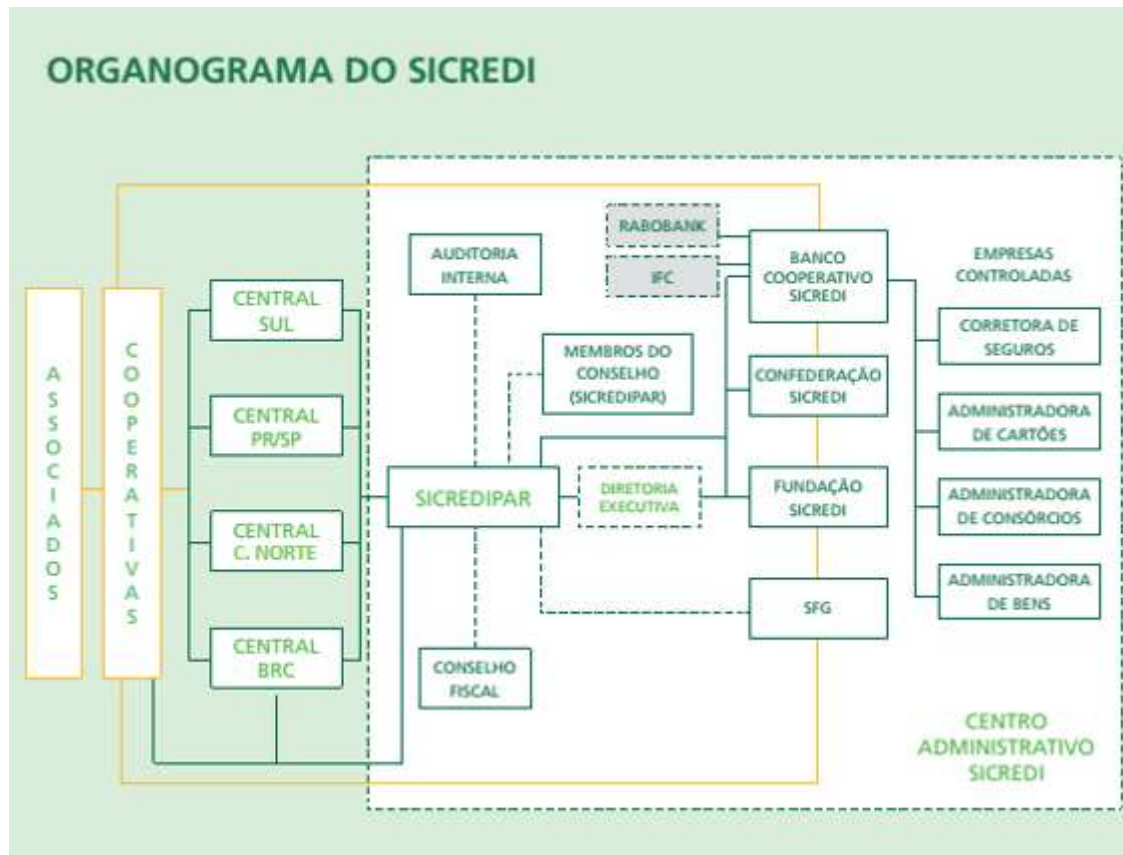 ORGANOGRAMA DO SICREDI
ASSOCIADOS
COOPERATIVAS
CENTRAL
SUL
CENTRAL
PR/SP
CENTRAL
C. NORTE
CENTRAL
BRC
AUDITORIA
INTERNA
MEMBROS DO
CONSELHO
(SICREDIPAR)
SICREDIPAR
DIRETORIA
EXECUTIVA
CONSELHO
FISCAL
RABOBANK
IFC
BANCO
COOPERATIVO
SICREDI
CONFEDERAÇÃO
SICREDI
FUNDAÇÃO
SICREDI
SFG
EMPRESAS
CONTROLADAS
CORRETORA DE
SEGUROS
ADMINISTRADORA
DE CARTÕES
ADMINISTRADORA
DE CONSÓRCIOS
ADMINISTRADORA
DE BENS
CENTRO
ADMINISTRATIVO
SICREDI